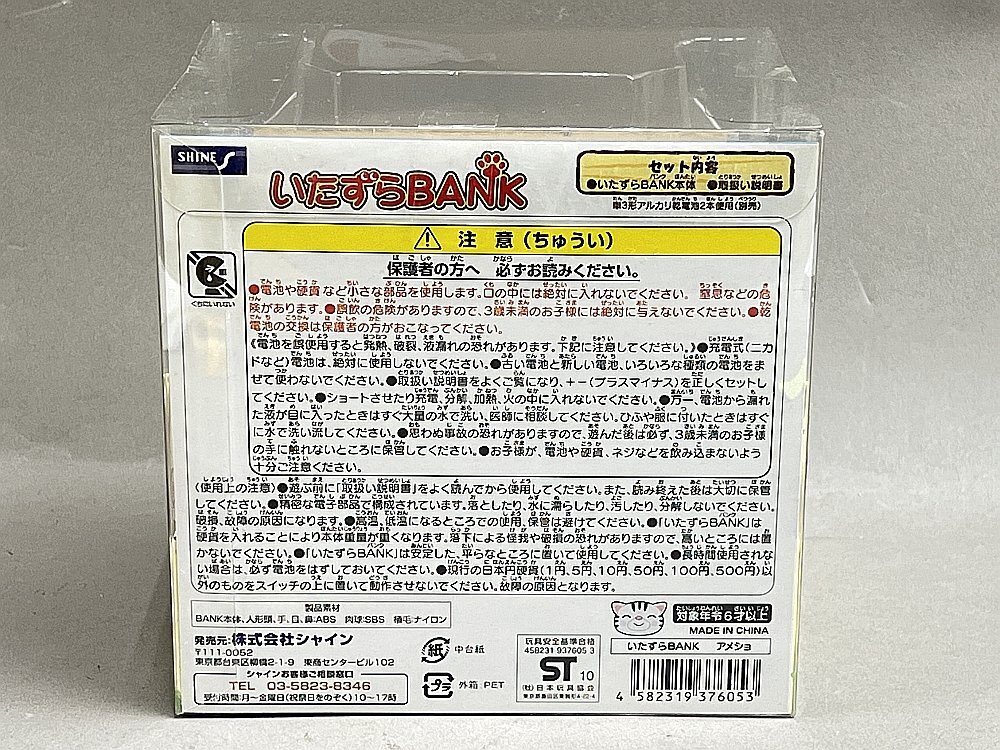 SHINE S
いたずらBANK
セット内容
●いたずらBANK本体 ●取扱い説明書
単3形アルカリ乾電池2本使用(別売)
くちにいれない
注 意(ちゅうい)
保護者の方へ 必ずお読みください。
●電池や硬貨など小さな部品を使用します。口の中には絶対に入れないでください。窒息などの危
険があります。●誤飲の危険がありますので、3歳未満のお子様には絶対に与えないでください。●乾
電池の交換は保護者の方がおこなってください。
《電池を誤使用すると発熱、破裂、液漏れの恐れがあります。下記に注意してください。》●充電式(ニカ
ドなど)電池は、絶対に使用しないでください。●古い電池と新しい電池、いろいろな種類の電池をま
ぜて使わないでください。●取扱い説明書をよくご覧になり、+−(プラスマイナス)を正しくセットし
てください。●ショートさせたり充電、分解、加熱、火の中に入れないでください。●万一、電池から漏れ
た液が目に入ったときはすぐ大量の水で洗い、医師に相談してください。ひふや服に付いたときはすぐ
に水で洗い流してください。●思わぬ事故の恐れがありますので、遊んだ後は必ず、3歳未満のお子様
の手に触れないところに保管してください。●お子様が、電池や硬貨、ネジなどを飲み込まないよう
十分ご注意ください。
〈使用上の注意〉●遊ぶ前に「取扱い説明書」をよく読んでから使用してください。また、読み終えた後は大切に保管
してください。●精密な電子部品で構成されています。落としたり、水に濡らしたり、汚したり、分解しないでください。
破損、故障の原因になります。●高温、低温になるところでの使用、保管は避けてください。●「いたずらBANK」は
硬貨を入れることにより本体重量が重くなります。落下による怪我や破損の恐れがありますので、高いところには置
かないでください。●「いたずらBANK」は安定した、平らなところに置いて使用してください。●長時間使用されな
い場合は、必ず電池をはずしておいてください。●現行の日本円硬貨(1円、5円、10円、50円、100円、500円)以
外のものをスイッチの上に置いて動作させないでください。故障の原因となります。
製品素材
BANK本体、人形頭、手、目、鼻:ABS 肉球:SBS 植毛:ナイロン
発売元:株式会社シャイン
〒111-0052
東京都台東区柳橋2-1-9 東商センタービル102
シャインお客様ご相談窓口
TEL 03-5823-8346
受付時間:月〜金曜日(祝祭日をのぞく)10〜17時
紙 中台紙
プラ 外箱:PET
玩具安全基準合格
458231 937605 3
ST 10
(社)日本玩具協会
対象年令6才以上
MADE IN CHINA
いたずらBANK アメショ
4 582319 376053